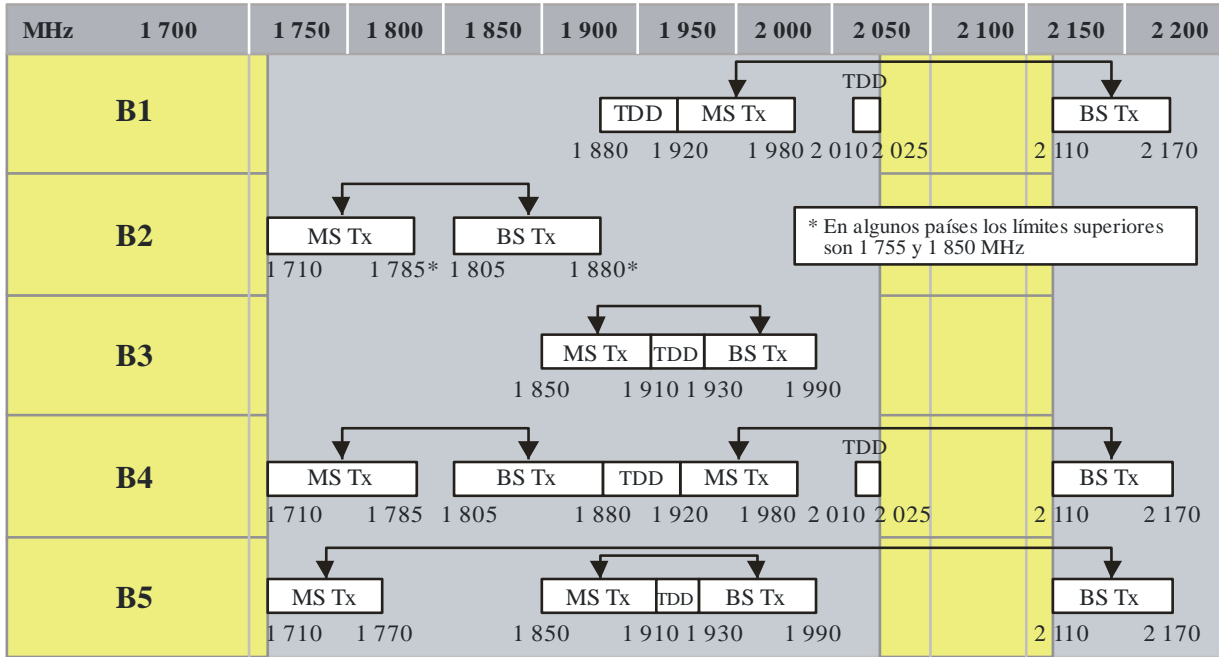 MHz 1 700 1 750 1 800 1 850 1 900 1 950 2 000 2 050 2 100 2 150 2 200
TDD
B1 TDD MS Tx BS Tx
1 880 1 920 1 980 2 010 2 025 2 110 2 170
B2 MS Tx BS Tx
1 710 1 785* 1 805 1 880*
* En algunos países los límites superiores
son 1 755 y 1 850 MHz
B3 MS Tx TDD BS Tx
1 850 1 910 1 930 1 990
TDD
B4 MS Tx BS Tx TDD MS Tx BS Tx
1 710 1 785 1 805 1 880 1 920 1 980 2 010 2 025 2 110 2 170
B5 MS Tx MS Tx TDD BS Tx BS Tx
1 710 1 770 1 850 1 910 1 930 1 990 2 110 2 170